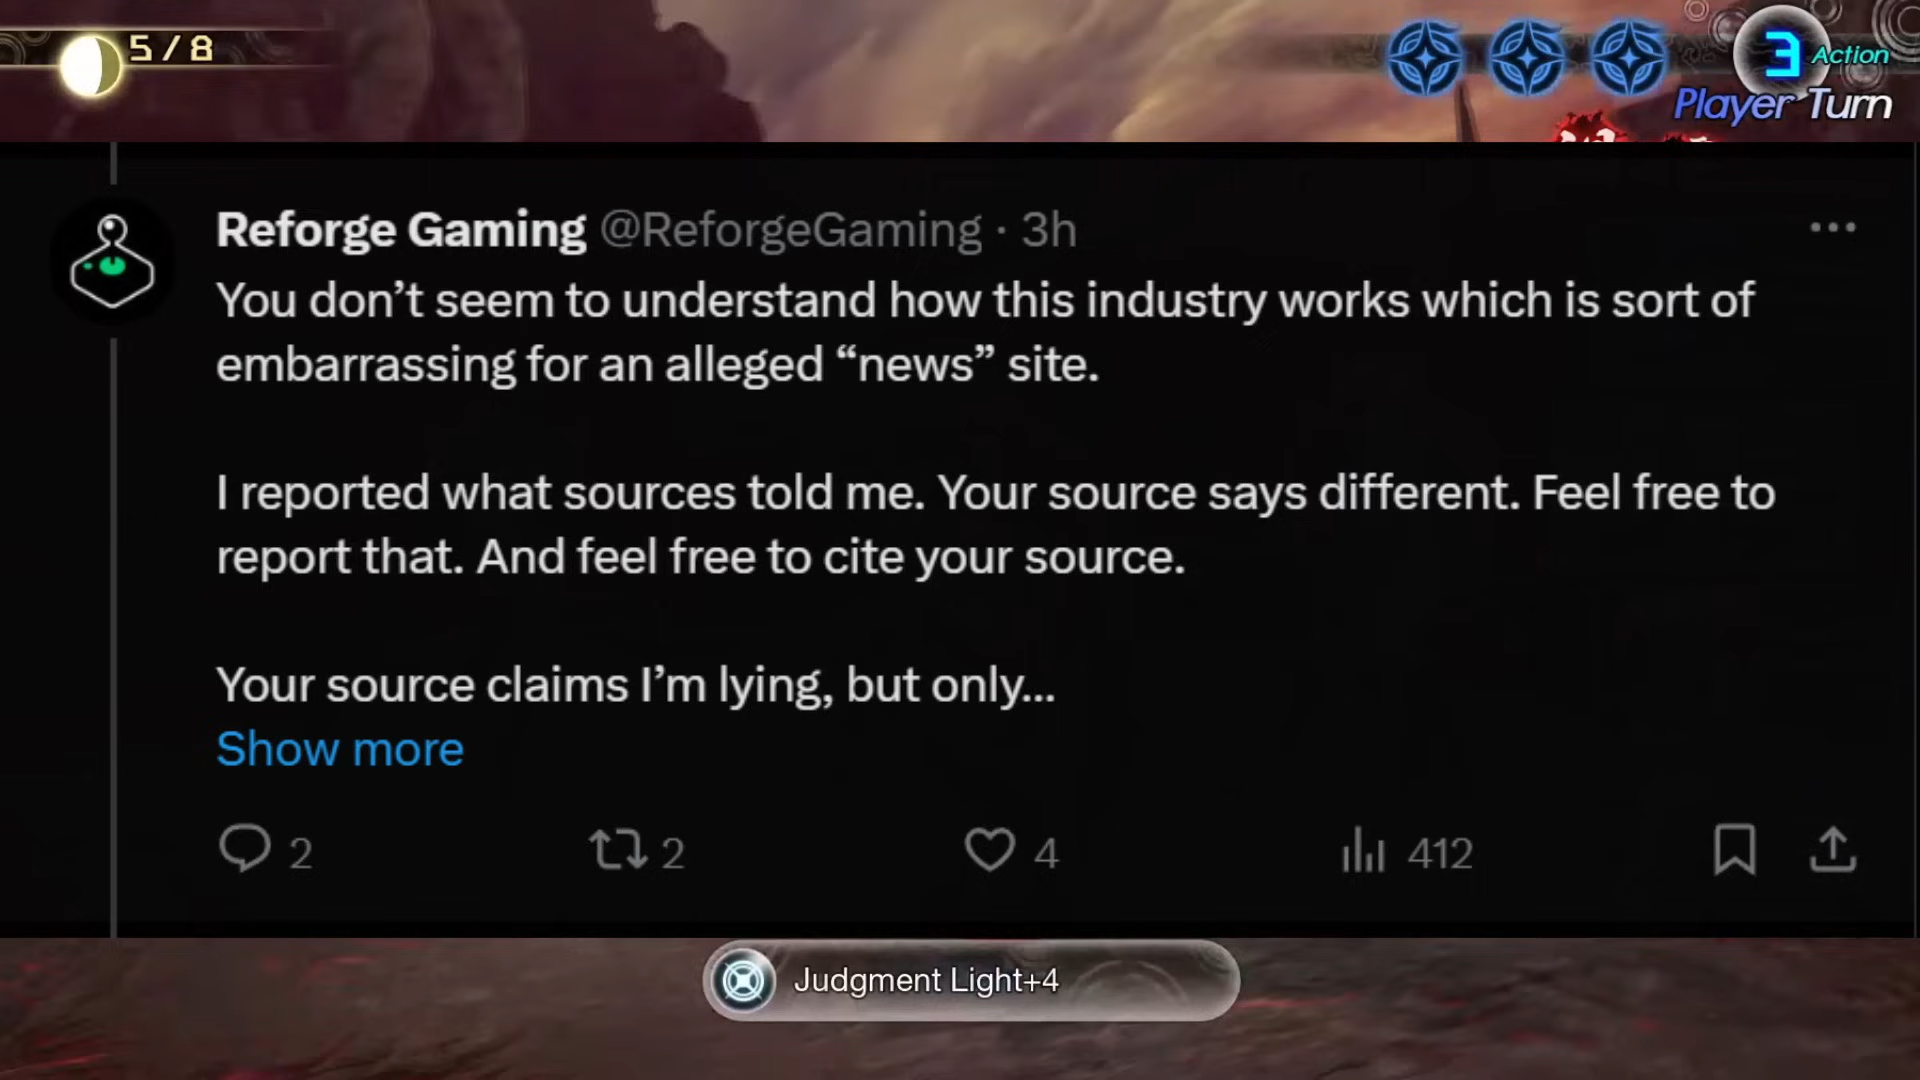 5/8
3 Action
Player Turn
Reforge Gaming @ReforgeGaming · 3h
You don’t seem to understand how this industry works which is sort of
embarrassing for an alleged “news” site.
I reported what sources told me. Your source says different. Feel free to
report that. And feel free to cite your source.
Your source claims I’m lying, but only...
Show more
2 2 4 412
Judgment Light+4